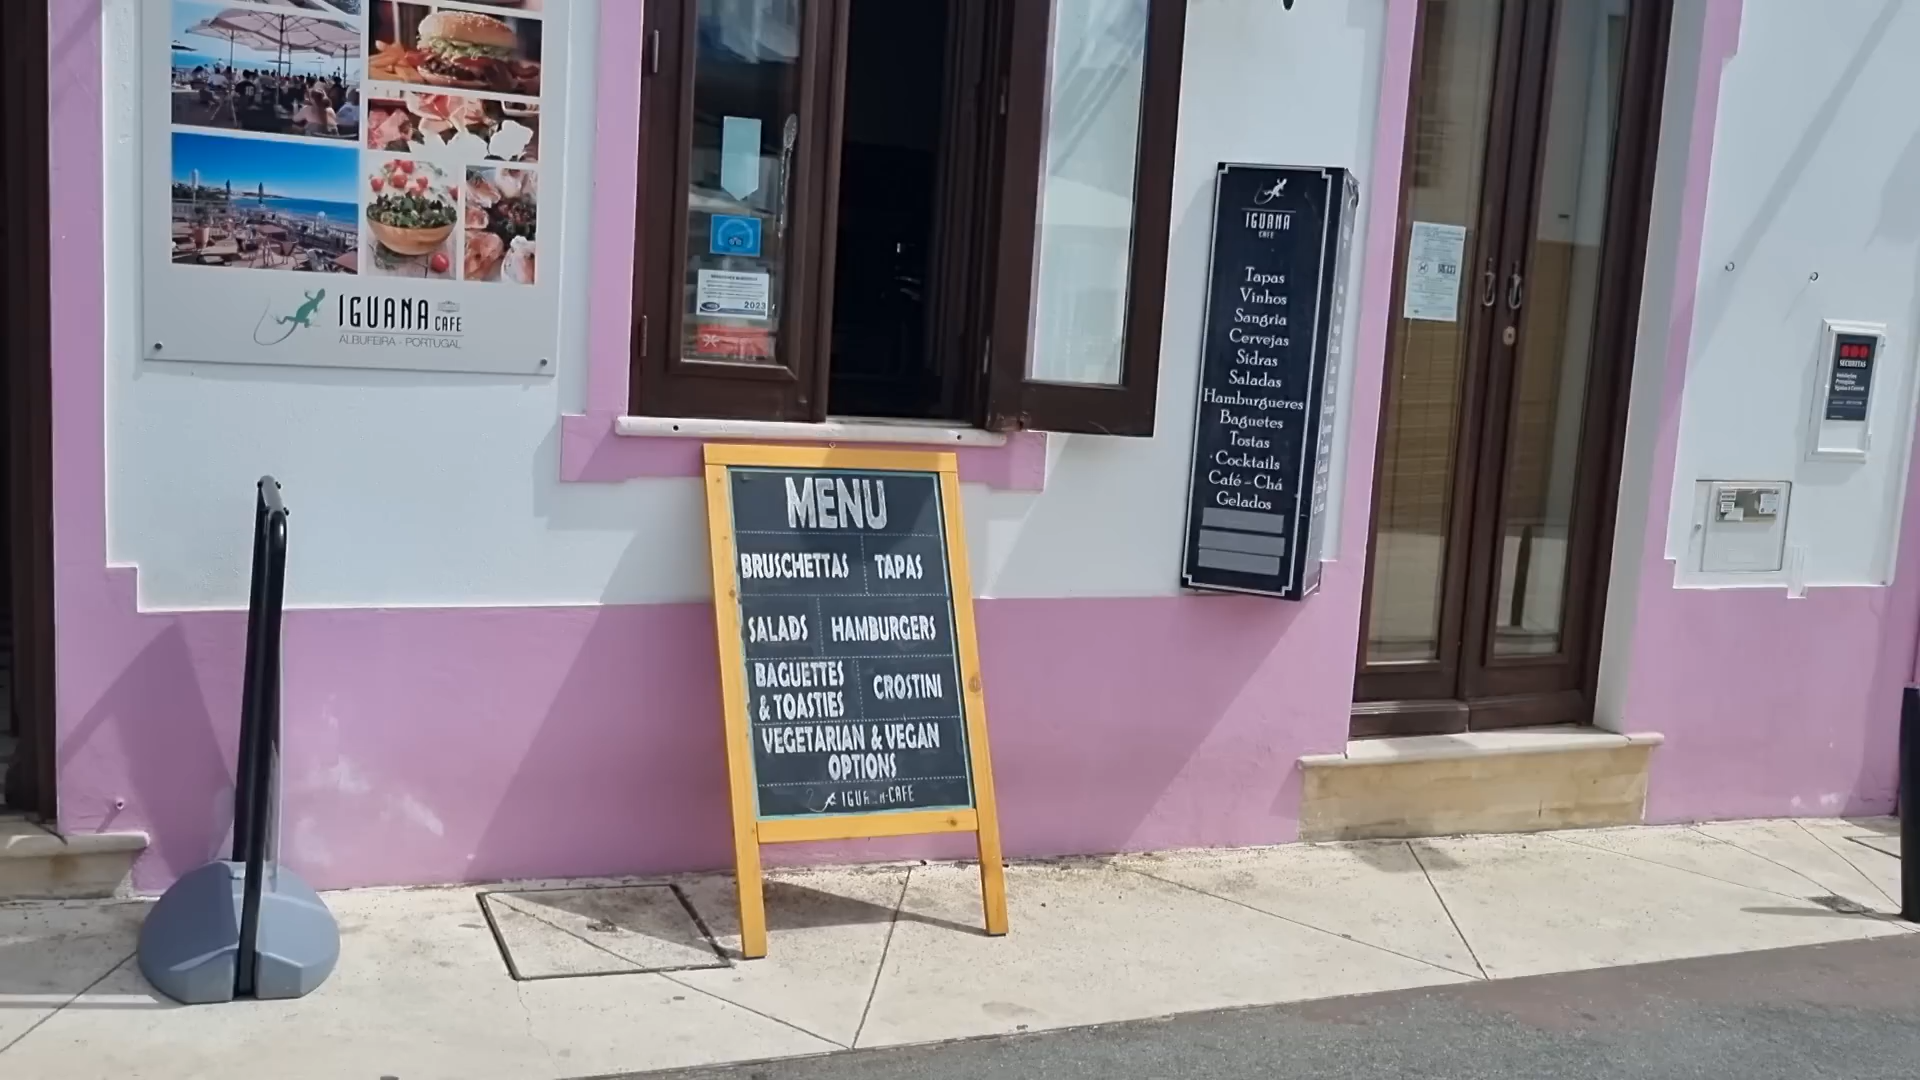 IGUANA CAFE
ALBUFEIRA - PORTUGAL
2023
MENU
BRUSCHETTAS TAPAS
SALADS HAMBURGERS
BAGUETTES
& TOASTIES
CROSTINI
VEGETARIAN & VEGAN
OPTIONS
CAFE
IGUANA
CAFE
Tapas
Vinhos
Sangria
Cervejas
Sidras
Saladas
Hamburgueres
Baguetes
Tostas
Cocktails
Café - Chá
Gelados
SECURITAS